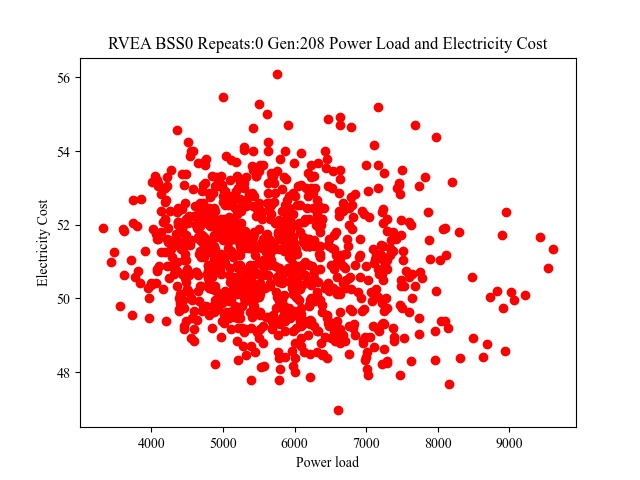 RVEA BSS0 Repeats:0 Gen:208 Power Load and Electricity Cost
56
54
52
50
48
Electricity Cost
4000 5000 6000 7000 8000 9000
Power load